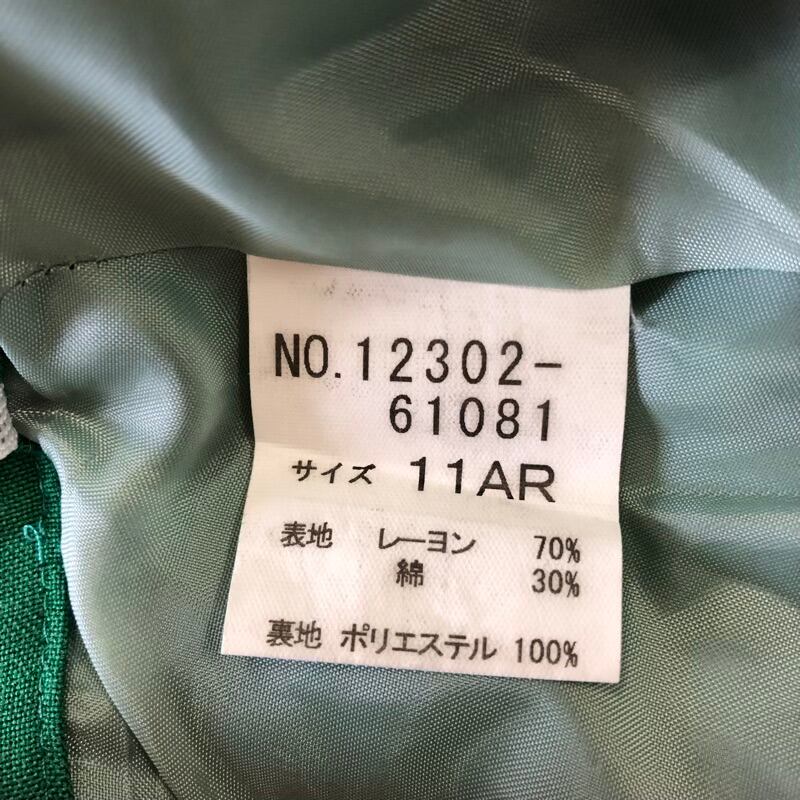 NO.12302-
61081
サイズ 11AR
表地 レーヨン 70%
綿 30%
裏地 ポリエステル 100%